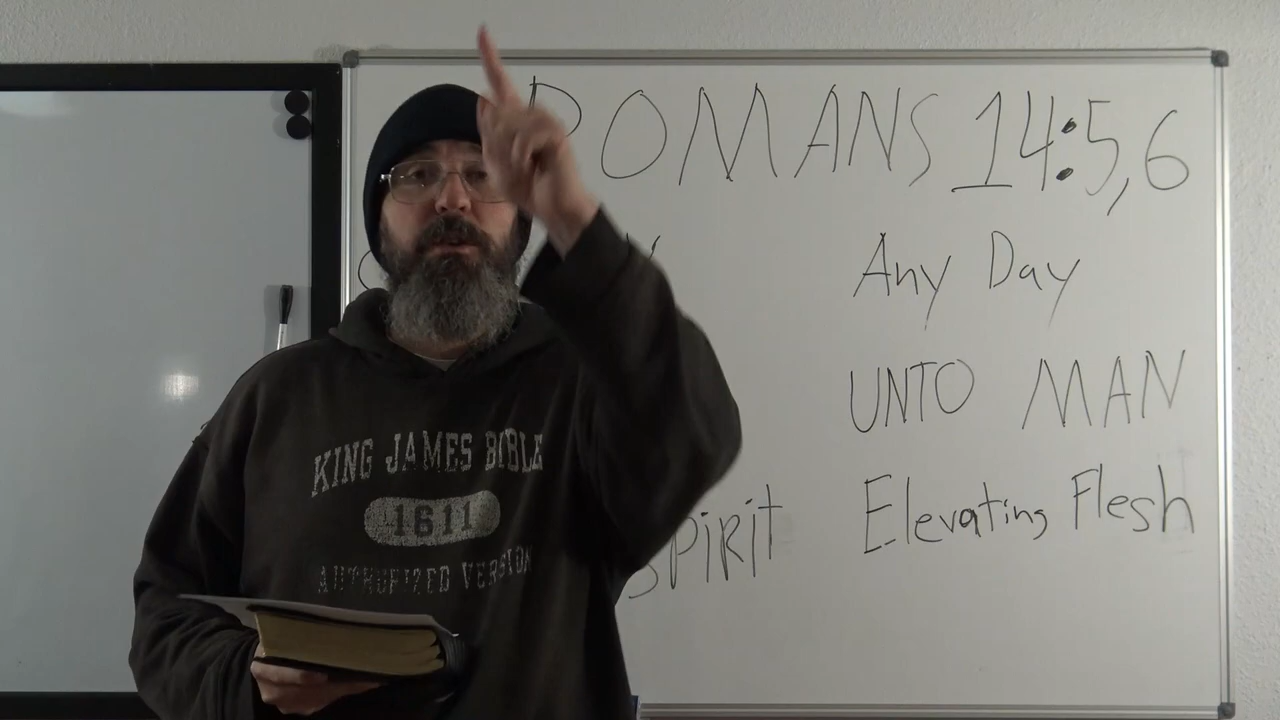 ROMANS 14:5,6
Any Day
UNTO MAN
Spirit Elevating Flesh
KING JAMES BIBLE
1611
AUTHORIZED VERSION